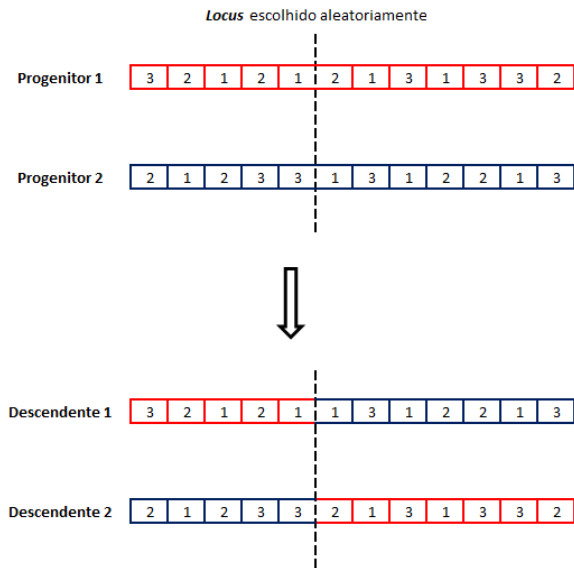 Locus escolhido aleatoriamente
Progenitor 1 3 2 1 2 1 2 1 3 1 3 3 2
Progenitor 2 2 1 2 3 3 1 3 1 2 2 1 3
Descendente 1 3 2 1 2 1 1 3 1 2 2 1 3
Descendente 2 2 1 2 3 3 2 1 3 1 3 3 2